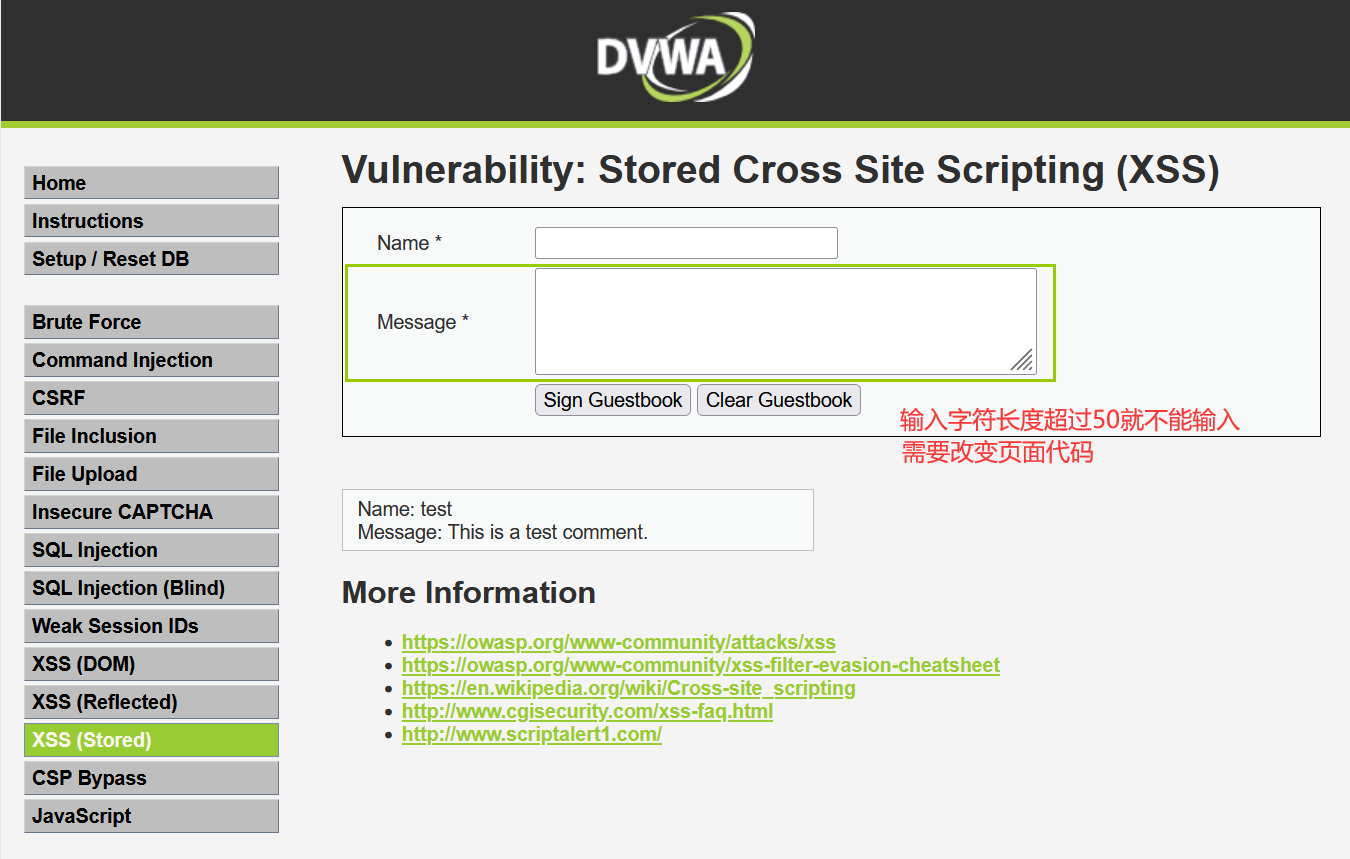 DVWA
Home
Instructions
Setup / Reset DB
Brute Force
Command Injection
CSRF
File Inclusion
File Upload
Insecure CAPTCHA
SQL Injection
SQL Injection (Blind)
Weak Session IDs
XSS (DOM)
XSS (Reflected)
XSS (Stored)
CSP Bypass
JavaScript
Vulnerability: Stored Cross Site Scripting (XSS)
Name *
Message *
Sign Guestbook Clear Guestbook
输入字符长度超过50就不能输入
需要改变页面代码
Name: test
Message: This is a test comment.
More Information
https://owasp.org/www-community/attacks/xss
https://owasp.org/www-community/xss-filter-evasion-cheatsheet
https://en.wikipedia.org/wiki/Cross-site_scripting
http://www.cgisecurity.com/xss-faq.html
http://www.scriptalert1.com/